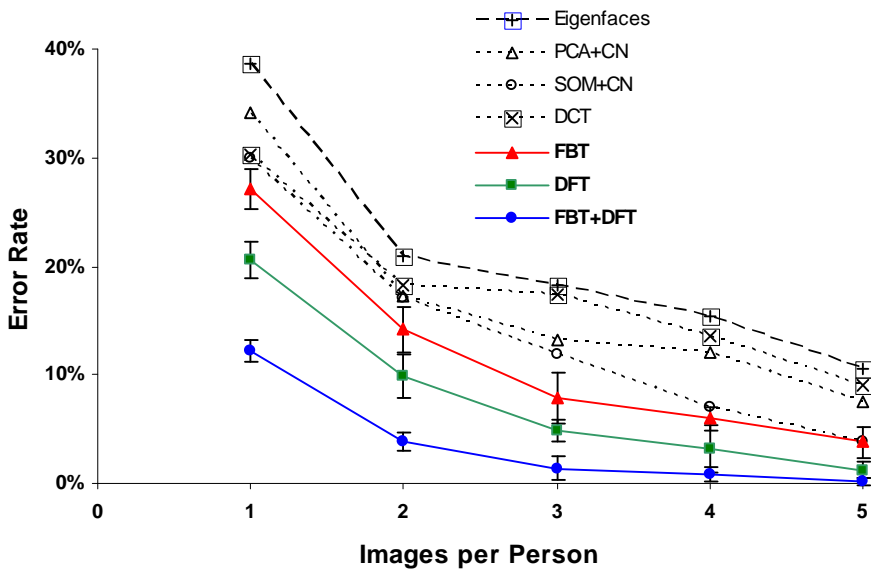 Eigenfaces
PCA+CN
SOM+CN
DCT
FBT
DFT
FBT+DFT
40%
30%
20%
10%
0%
Error Rate
0 1 2 3 4 5
Images per Person